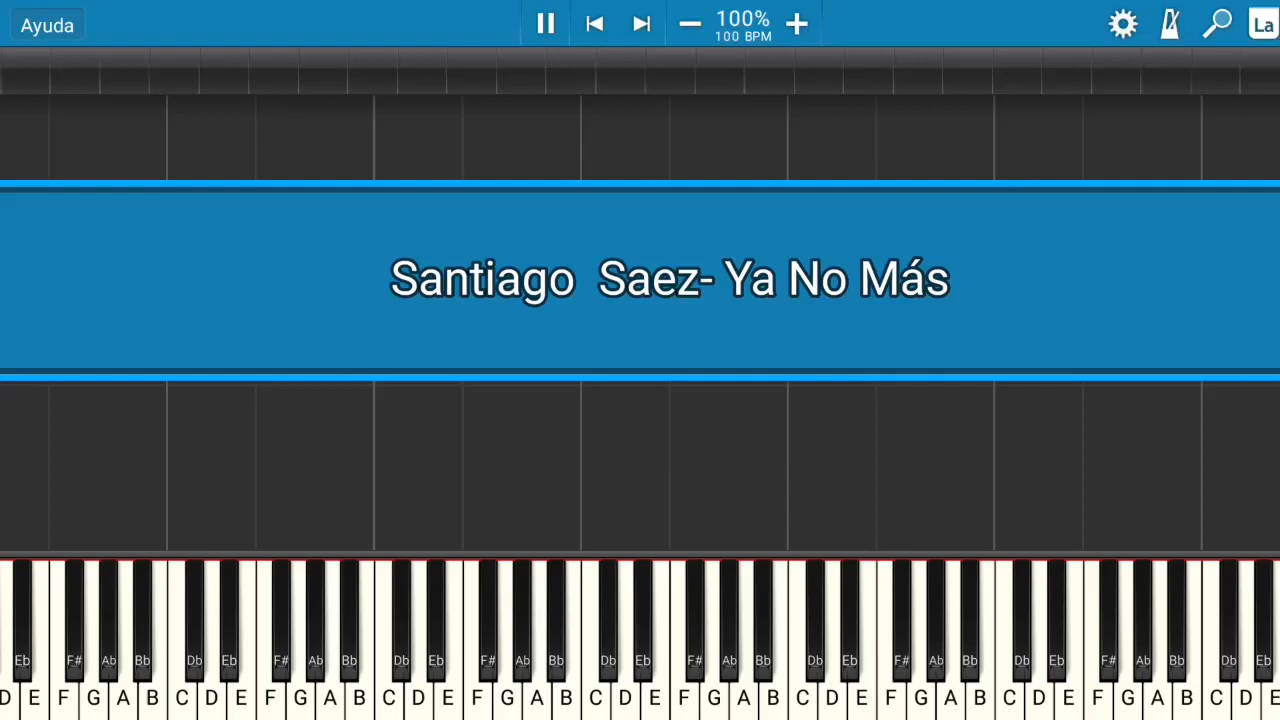 Ayuda
100%
100 BPM
La
Santiago  Saez- Ya No Más
Eb F# Ab Bb Db Eb F# Ab Bb Db Eb F# Ab Bb Db Eb F# Ab Bb Db Eb F# Ab Bb Db Eb F# Ab Bb Db Eb
D E F G A B C D E F G A B C D E F G A B C D E F G A B C D E F G A B C D E F G A B C D E